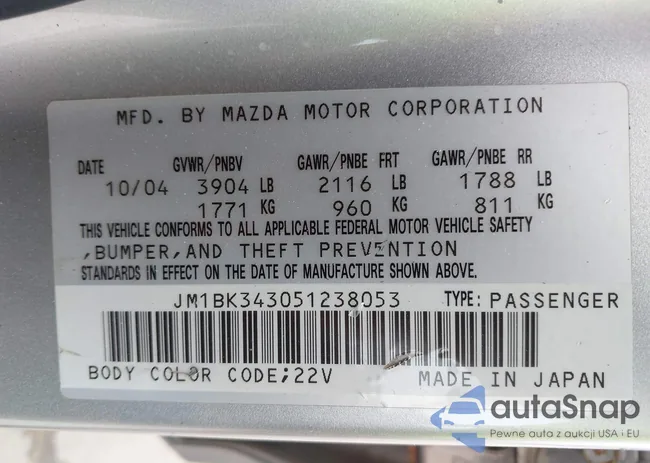 MFD. BY MAZDA MOTOR CORPORATION
DATE GVWR/PNBV GAWR/PNBE FRT GAWR/PNBE RR
10/04 3904 LB 2116 LB 1788 LB
1771 KG 960 KG 811 KG
THIS VEHICLE CONFORMS TO ALL APPLICABLE FEDERAL MOTOR VEHICLE SAFETY
,BUMPER,AND THEFT PREVENTION
STANDARDS IN EFFECT ON THE DATE OF MANUFACTURE SHOWN ABOVE.
JM1BK343051238053 TYPE: PASSENGER
BODY COLOR CODE;22V MADE IN JAPAN
autoSnap
Pewne auto z aukcji USA i EU